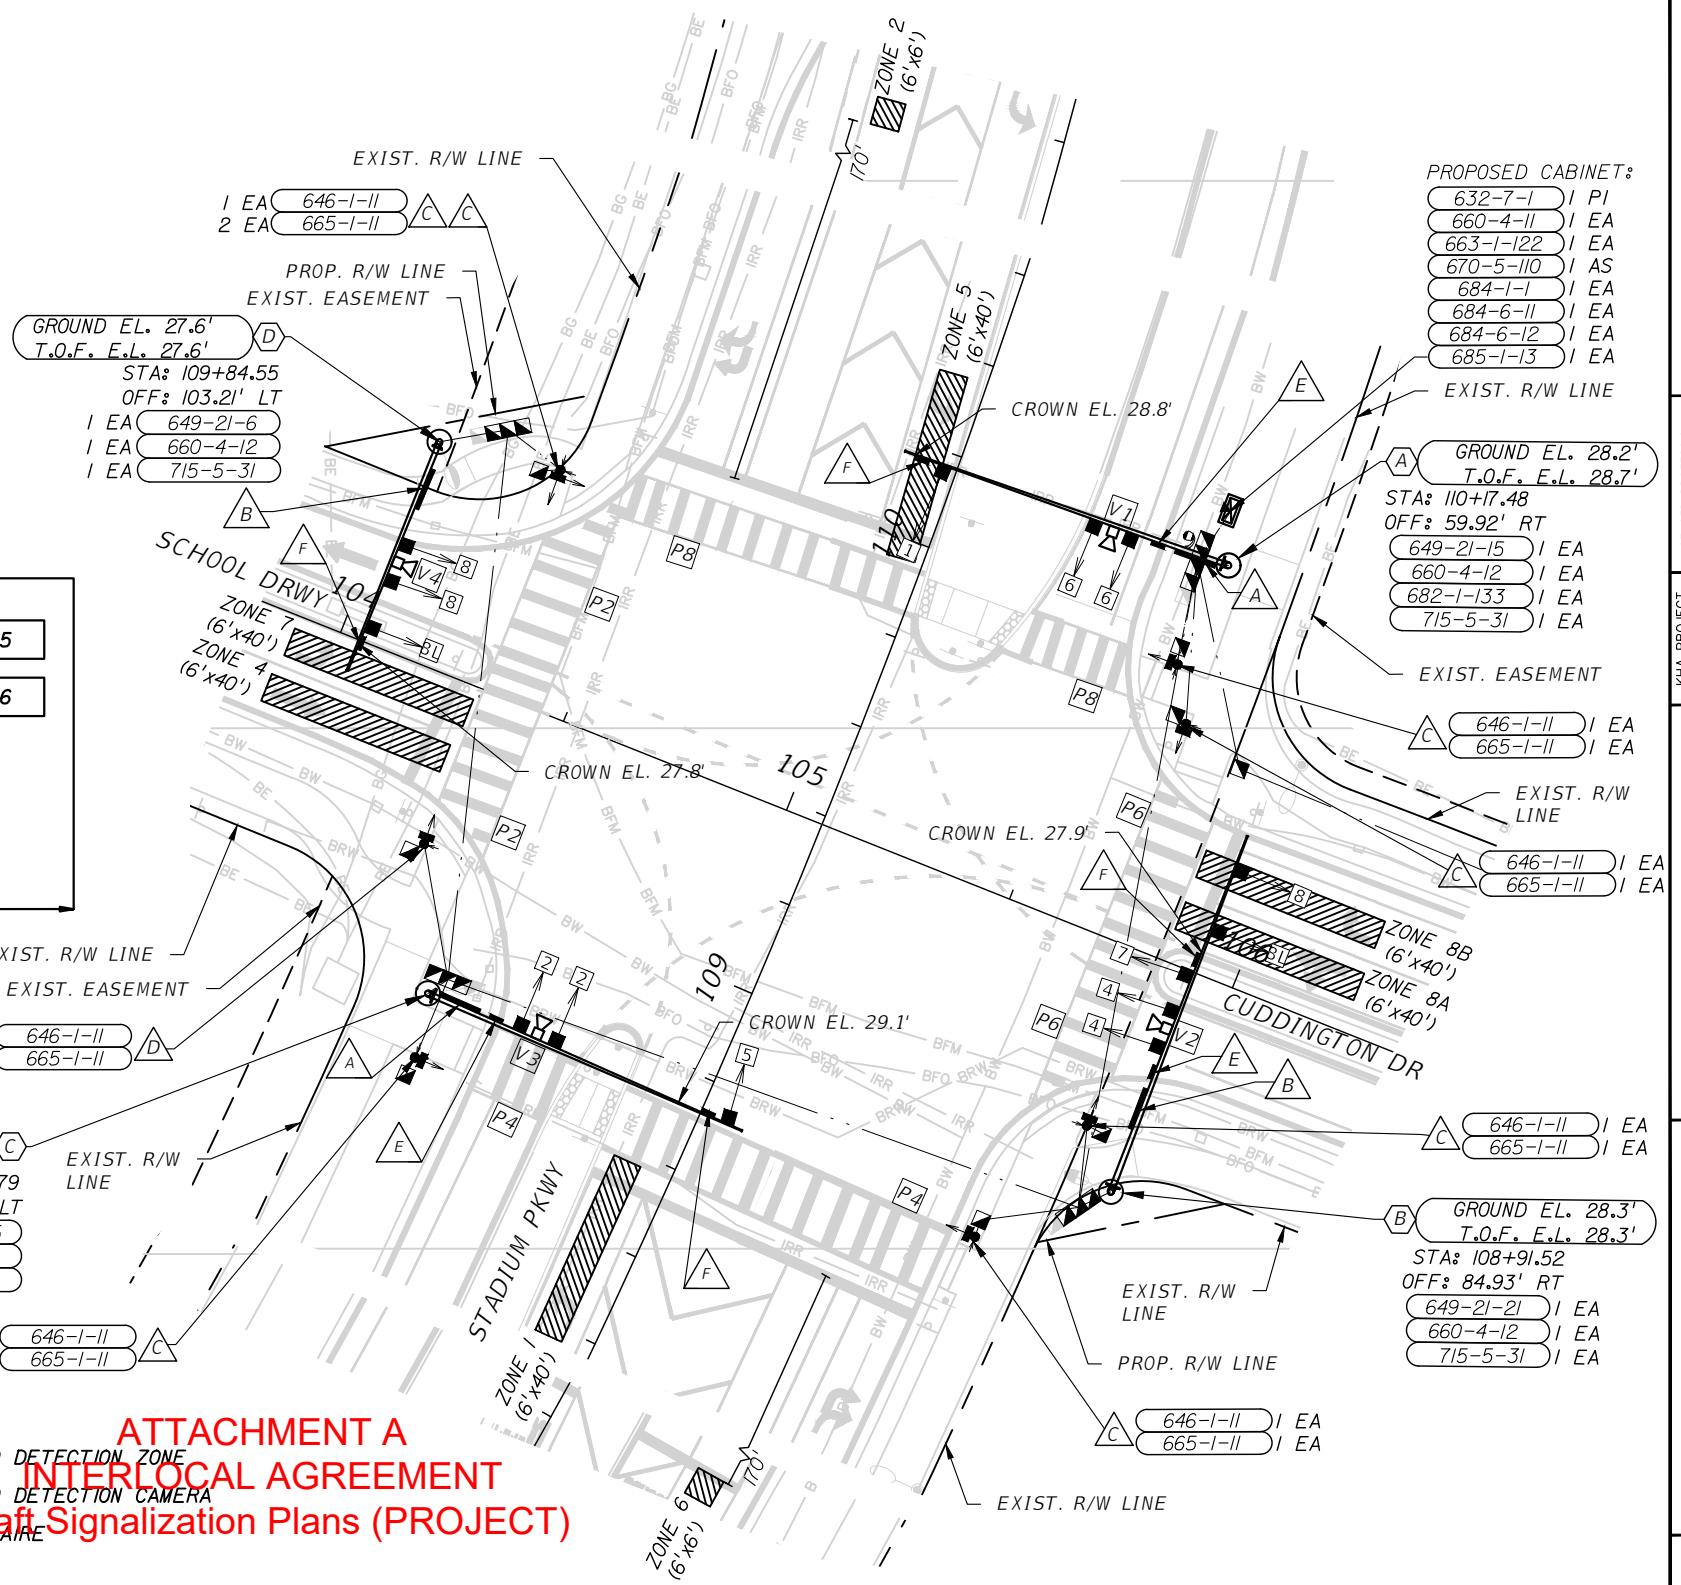 ZONE 2
(6'x6')
170'
EXIST. R/W LINE
1 EA 646-1-11
2 EA 665-1-11
C C
PROP. R/W LINE
EXIST. EASEMENT
GROUND EL. 27.6'
T.O.F. E.L. 27.6'
D
STA: 109+84.55
OFF: 103.21' LT
1 EA 649-21-6
1 EA 660-4-12
1 EA 715-5-31
B
F
SCHOOL DRWY
104
ZONE 7
(6'x40')
ZONE 4
(6'x40')
V4
8
8
8L
P2
P8
ZONE 5
(6'x40')
CROWN EL. 28.8'
F
110
1
V1
6
6
9
E
A
PROPOSED CABINET:
632-7-1 1 PI
660-4-11 1 EA
663-1-122 1 EA
670-5-110 1 AS
684-1-1 1 EA
684-6-11 1 EA
684-6-12 1 EA
685-1-13 1 EA
EXIST. R/W LINE
A
GROUND EL. 28.2'
T.O.F. E.L. 28.7'
STA: 110+17.48
OFF: 59.92' RT
649-21-15 1 EA
660-4-12 1 EA
682-1-133 1 EA
715-5-31 1 EA
EXIST. EASEMENT
C
646-1-11 1 EA
665-1-11 1 EA
EXIST. R/W
LINE
C
646-1-11 1 EA
665-1-11 1 EA
KHA PROJECT
5
6
P8
P6
CROWN EL. 27.8'
105
CROWN EL. 27.9'
F
P2
8
8L
106
ZONE 8B
(6'x40')
ZONE 8A
(6'x40')
CUDDINGTON DR
7
4
4
V2
E
B
P6
EXIST. R/W LINE
EXIST. EASEMENT
646-1-11
665-1-11
D
2
2
V3
A
E
P4
109
CROWN EL. 29.1'
5
C
EXIST. R/W
LINE
79
LT
STADIUM PKWY
F
P4
ZONE 1
(6'x40')
646-1-11
665-1-11
C
C
646-1-11 1 EA
665-1-11 1 EA
B
GROUND EL. 28.3'
T.O.F. E.L. 28.3'
STA: 108+91.52
OFF: 84.93' RT
649-21-21 1 EA
660-4-12 1 EA
715-5-31 1 EA
EXIST. R/W
LINE
PROP. R/W LINE
C
646-1-11 1 EA
665-1-11 1 EA
EXIST. R/W LINE
170'
ZONE 6
(6'x6')
ATTACHMENT A
DETECTION ZONE
INTERLOCAL AGREEMENT
DETECTION CAMERA
aft Signalization Plans (PROJECT)
AIRE